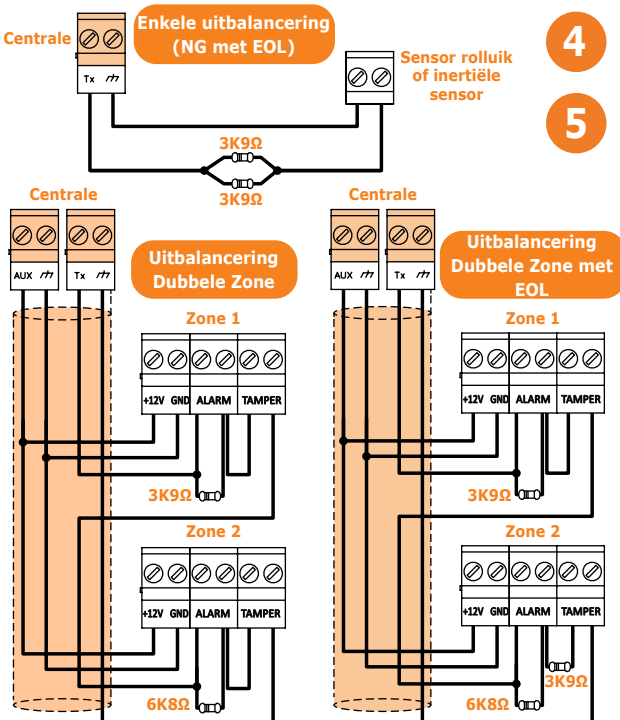 Centrale
Enkele uitbalancering
(NG met EOL)
4
Tx
Sensor rolluik
of inertiële
sensor
5
3K9Ω
3K9Ω
Centrale
AUX
Tx
Uitbalancering
Dubbele Zone
Zone 1
+12V GND ALARM TAMPER
3K9Ω
Zone 2
+12V GND ALARM TAMPER
6K8Ω
Centrale
AUX
Tx
Uitbalancering
Dubbele Zone met
EOL
Zone 1
+12V GND ALARM TAMPER
3K9Ω
Zone 2
+12V GND ALARM TAMPER
3K9Ω
6K8Ω